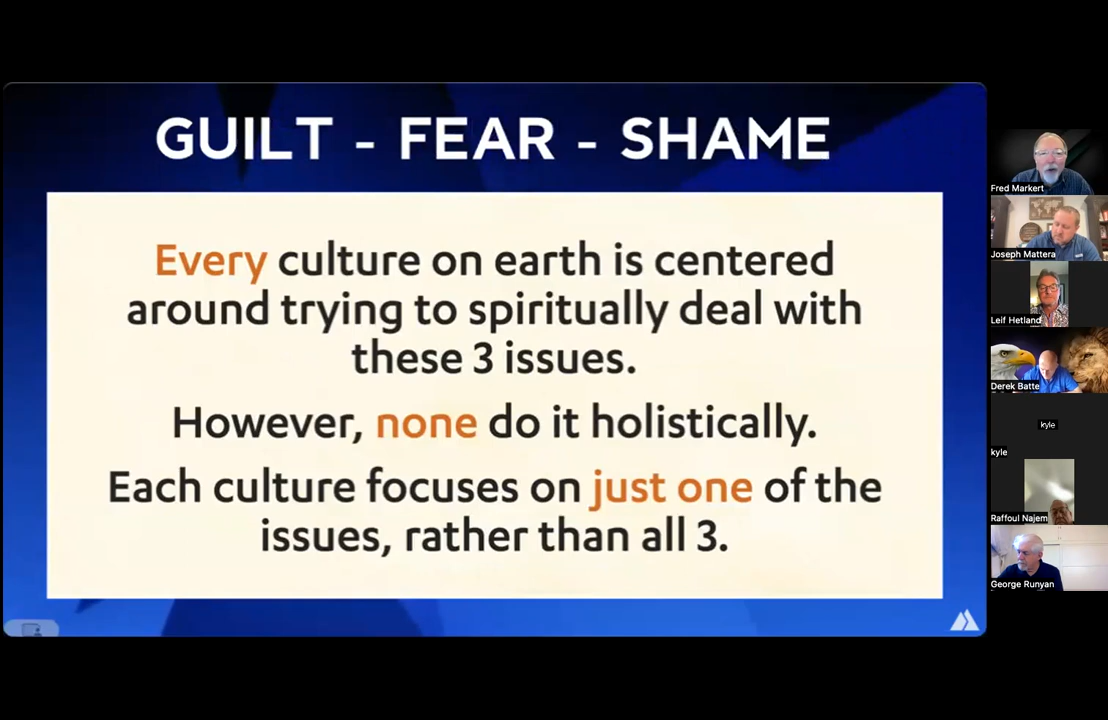 GUILT - FEAR - SHAME
Every culture on earth is centered
around trying to spiritually deal with
these 3 issues.
However, none do it holistically.
Each culture focuses on just one of the
issues, rather than all 3.
Fred Markert
Joseph Mattera
Leif Hetland
Derek Batte
kyle
kyle
Raffoul Najem
George Runyan